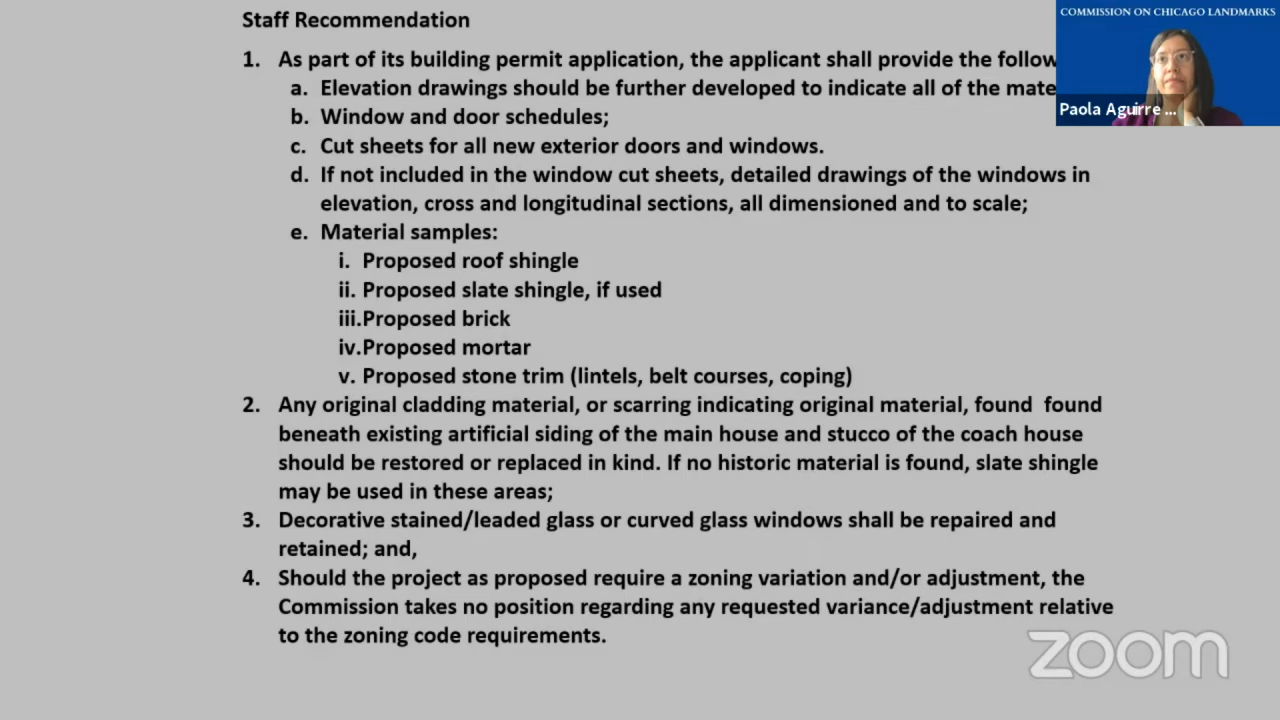 Staff Recommendation
COMMISSION ON CHICAGO LANDMARKS
1. As part of its building permit application, the applicant shall provide the follow
a. Elevation drawings should be further developed to indicate all of the mate
Paola Aguirre ...
b. Window and door schedules;
c. Cut sheets for all new exterior doors and windows.
d. If not included in the window cut sheets, detailed drawings of the windows in
elevation, cross and longitudinal sections, all dimensioned and to scale;
e. Material samples:
i. Proposed roof shingle
ii. Proposed slate shingle, if used
iii.Proposed brick
iv.Proposed mortar
v. Proposed stone trim (lintels, belt courses, coping)
2. Any original cladding material, or scarring indicating original material, found found
beneath existing artificial siding of the main house and stucco of the coach house
should be restored or replaced in kind. If no historic material is found, slate shingle
may be used in these areas;
3. Decorative stained/leaded glass or curved glass windows shall be repaired and
retained; and,
4. Should the project as proposed require a zoning variation and/or adjustment, the
Commission takes no position regarding any requested variance/adjustment relative
to the zoning code requirements.
zoom